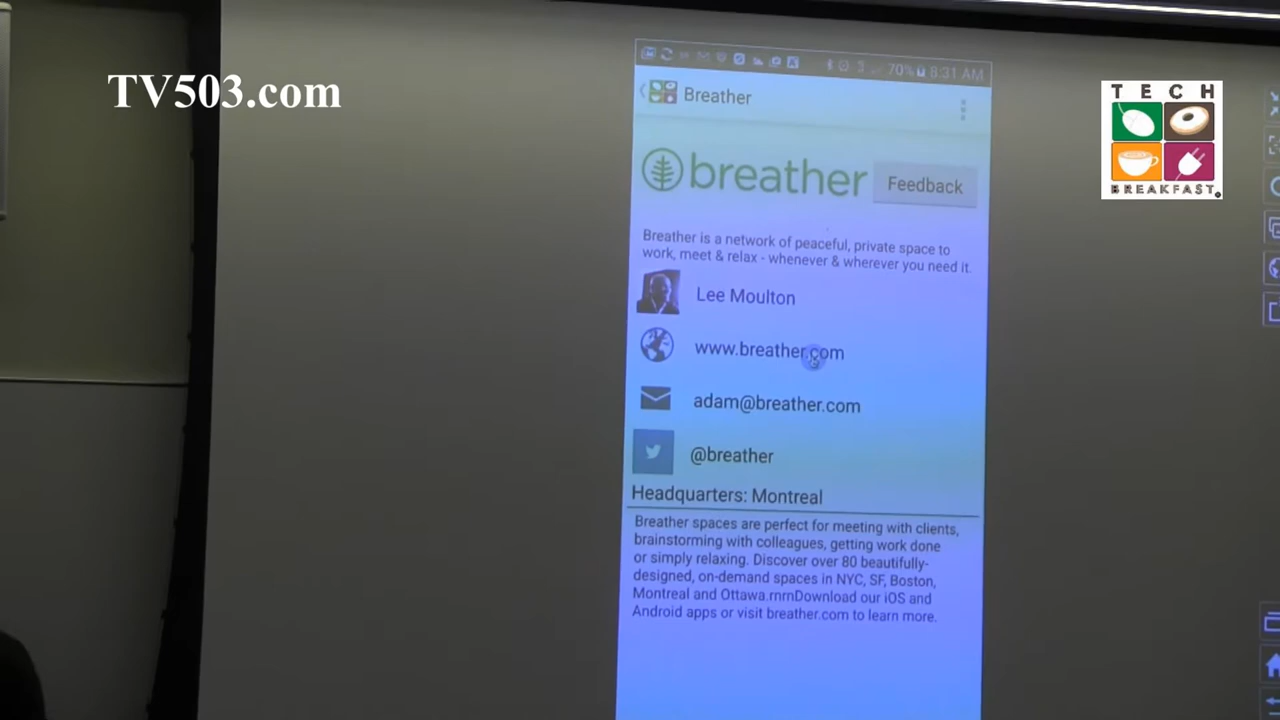 TV503.com
TECH
BREAKFAST
70% 8:31 AM
Breather
breather
Feedback
Breather is a network of peaceful, private space to
work, meet & relax - whenever & wherever you need it.
Lee Moulton
www.breather.com
adam@breather.com
@breather
Headquarters: Montreal
Breather spaces are perfect for meeting with clients,
brainstorming with colleagues, getting work done
or simply relaxing. Discover over 80 beautifully-
designed, on-demand spaces in NYC, SF, Boston,
Montreal and Ottawa.rnrnDownload our iOS and
Android apps or visit breather.com to learn more.